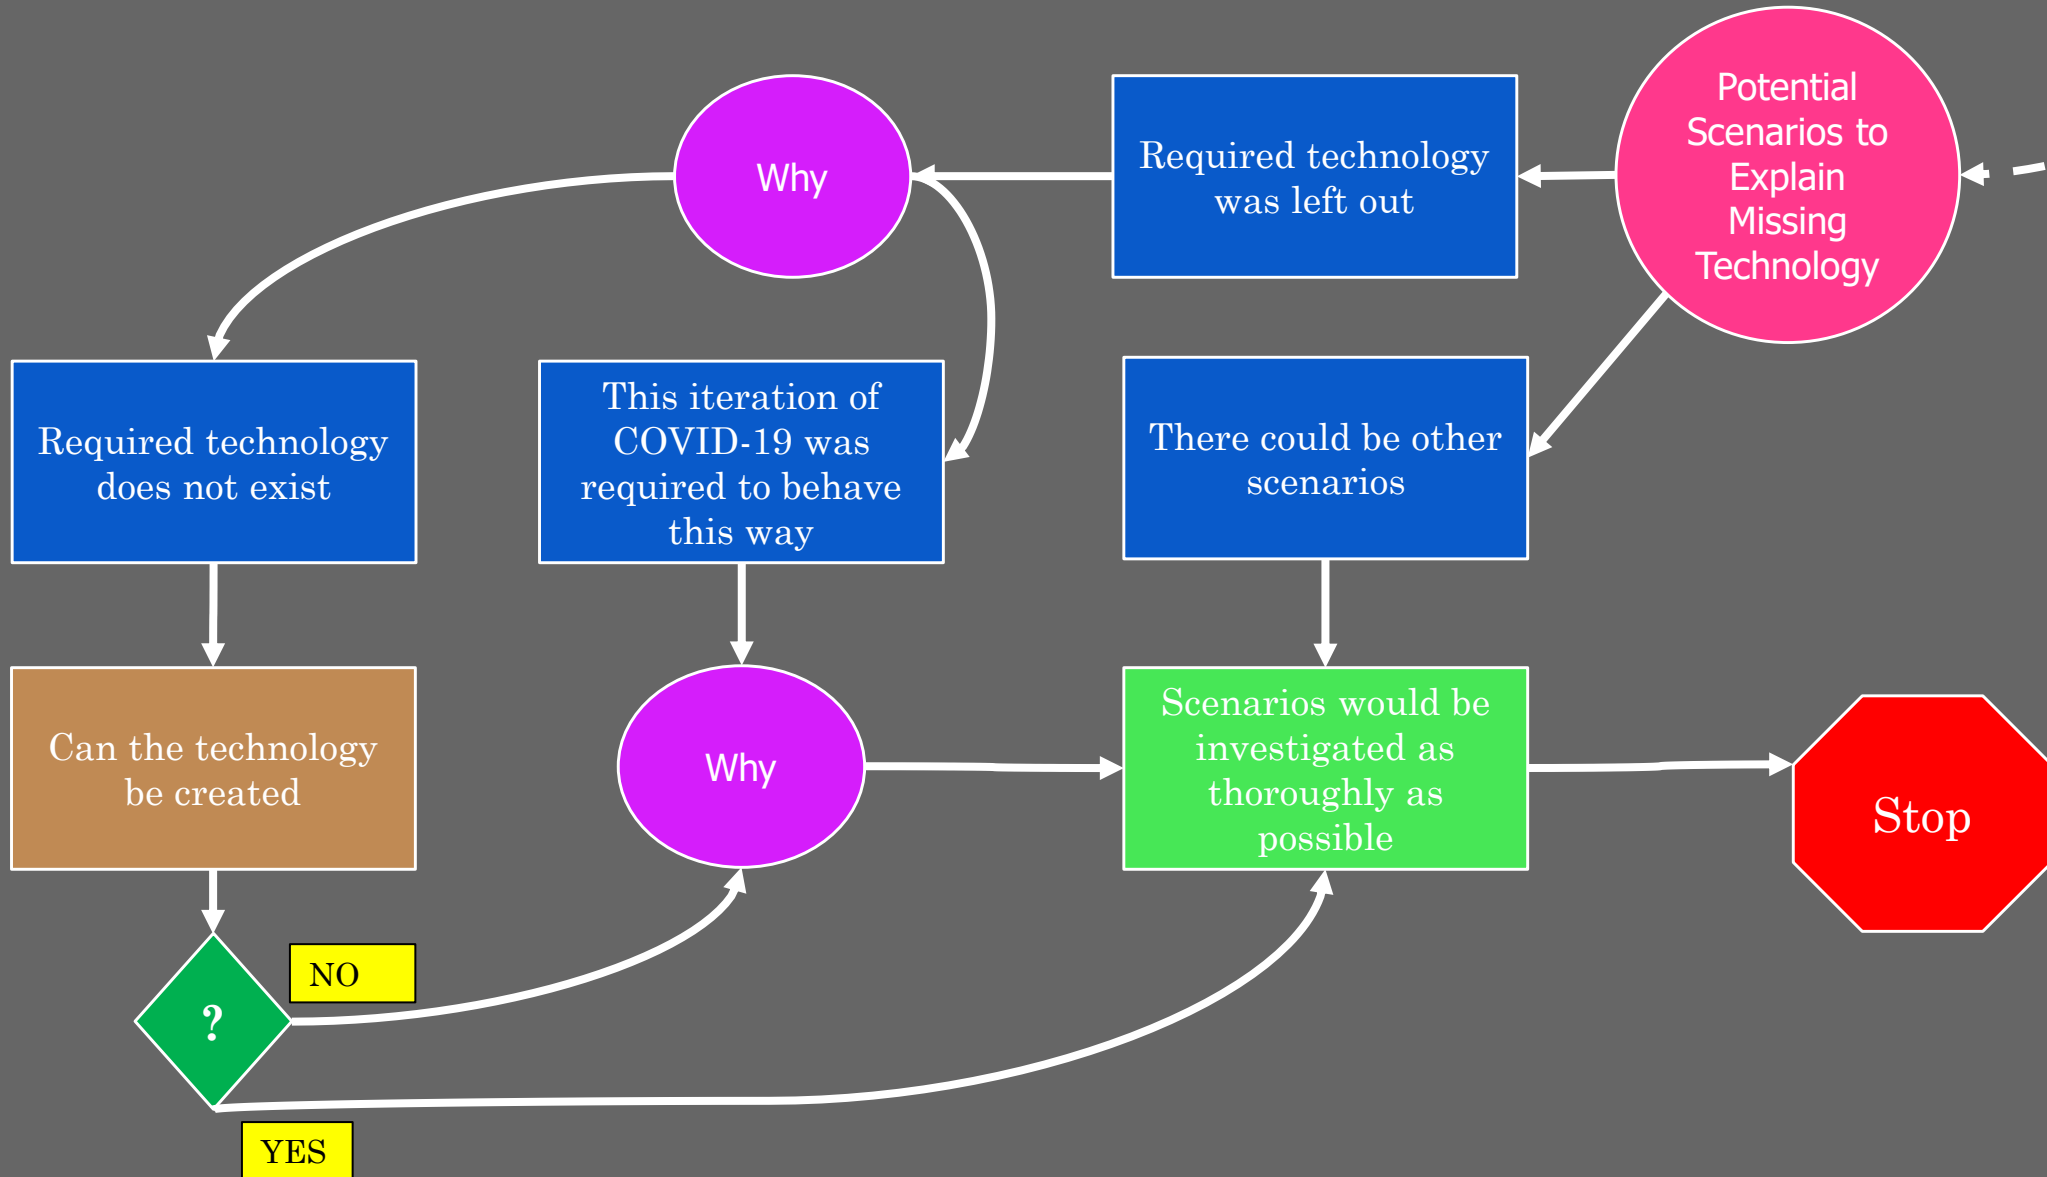 Why
Required technology
was left out
Potential
Scenarios to
Explain
Missing
Technology
Required technology
does not exist
This iteration of
COVID-19 was
required to behave
this way
There could be other
scenarios
Can the technology
be created
Why
Scenarios would be
investigated as
thoroughly as
possible
Stop
NO
?
YES